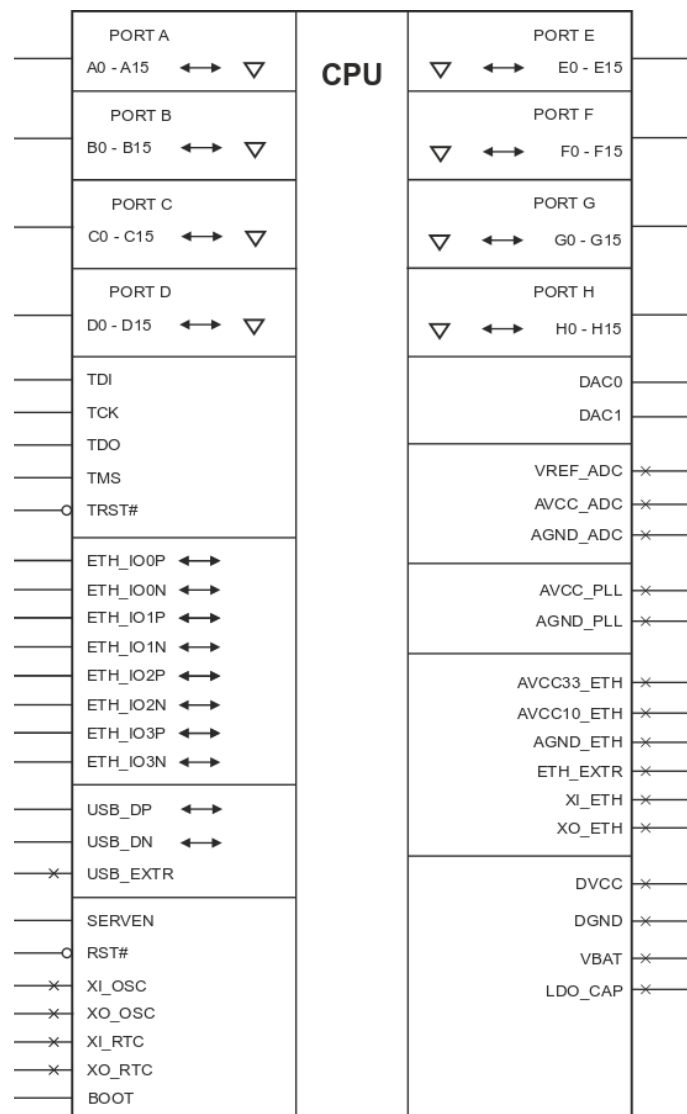 CPU
PORT A
A0 - A15
PORT B
B0 - B15
PORT C
C0 - C15
PORT D
D0 - D15
TDI
TCK
TDO
TMS
TRST#
ETH_IO0P
ETH_IO0N
ETH_IO1P
ETH_IO1N
ETH_IO2P
ETH_IO2N
ETH_IO3P
ETH_IO3N
USB_DP
USB_DN
USB_EXTR
SERVEN
RST#
XI_OSC
XO_OSC
XI_RTC
XO_RTC
BOOT
PORT E
E0 - E15
PORT F
F0 - F15
PORT G
G0 - G15
PORT H
H0 - H15
DAC0
DAC1
VREF_ADC
AVCC_ADC
AGND_ADC
AVCC_PLL
AGND_PLL
AVCC33_ETH
AVCC10_ETH
AGND_ETH
ETH_EXTR
XI_ETH
XO_ETH
DVCC
DGND
VBAT
LDO_CAP